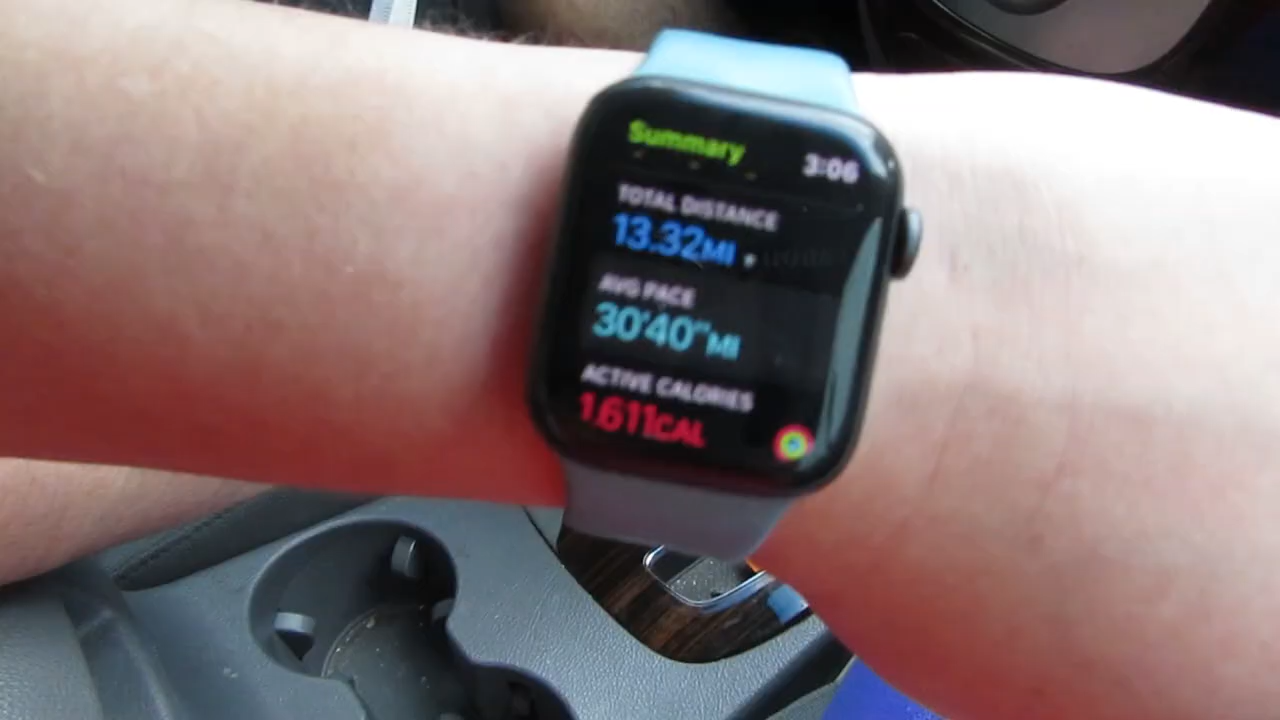 Summary
3:06
TOTAL DISTANCE
13.32MI
AVG PACE
30'40"MI
ACTIVE CALORIES
1,611CAL